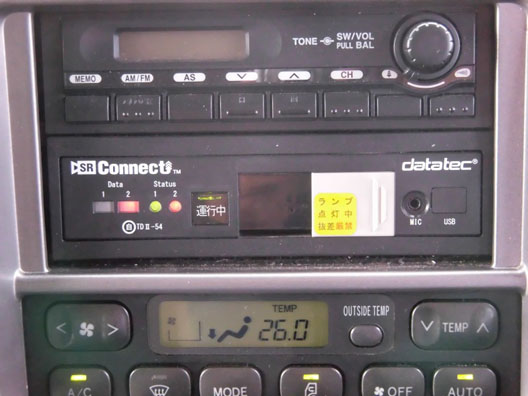 TONE SW/VOL
PULL BAL
MEMO AM/FM AS CH
SR Connect TM datatec®
Data Status
1 2 1 2
運行中
TD II-54
ランプ
点灯中
抜差厳禁
MIC USB
TEMP
26.0
OUTSIDE TEMP
TEMP
A/C MODE OFF AUTO